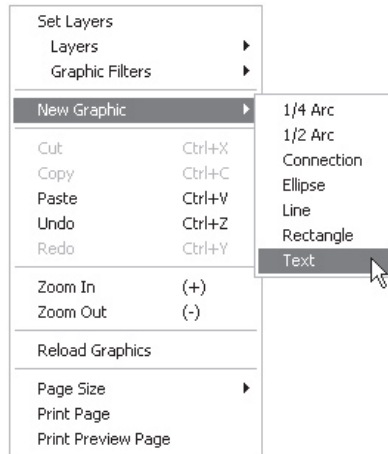 Set Layers
Layers
Graphic Filters
New Graphic
Cut Ctrl+X
Copy Ctrl+C
Paste Ctrl+V
Undo Ctrl+Z
Redo Ctrl+Y
Zoom In (+)
Zoom Out (-)
Reload Graphics
Page Size
Print Page
Print Preview Page
1/4 Arc
1/2 Arc
Connection
Ellipse
Line
Rectangle
Text